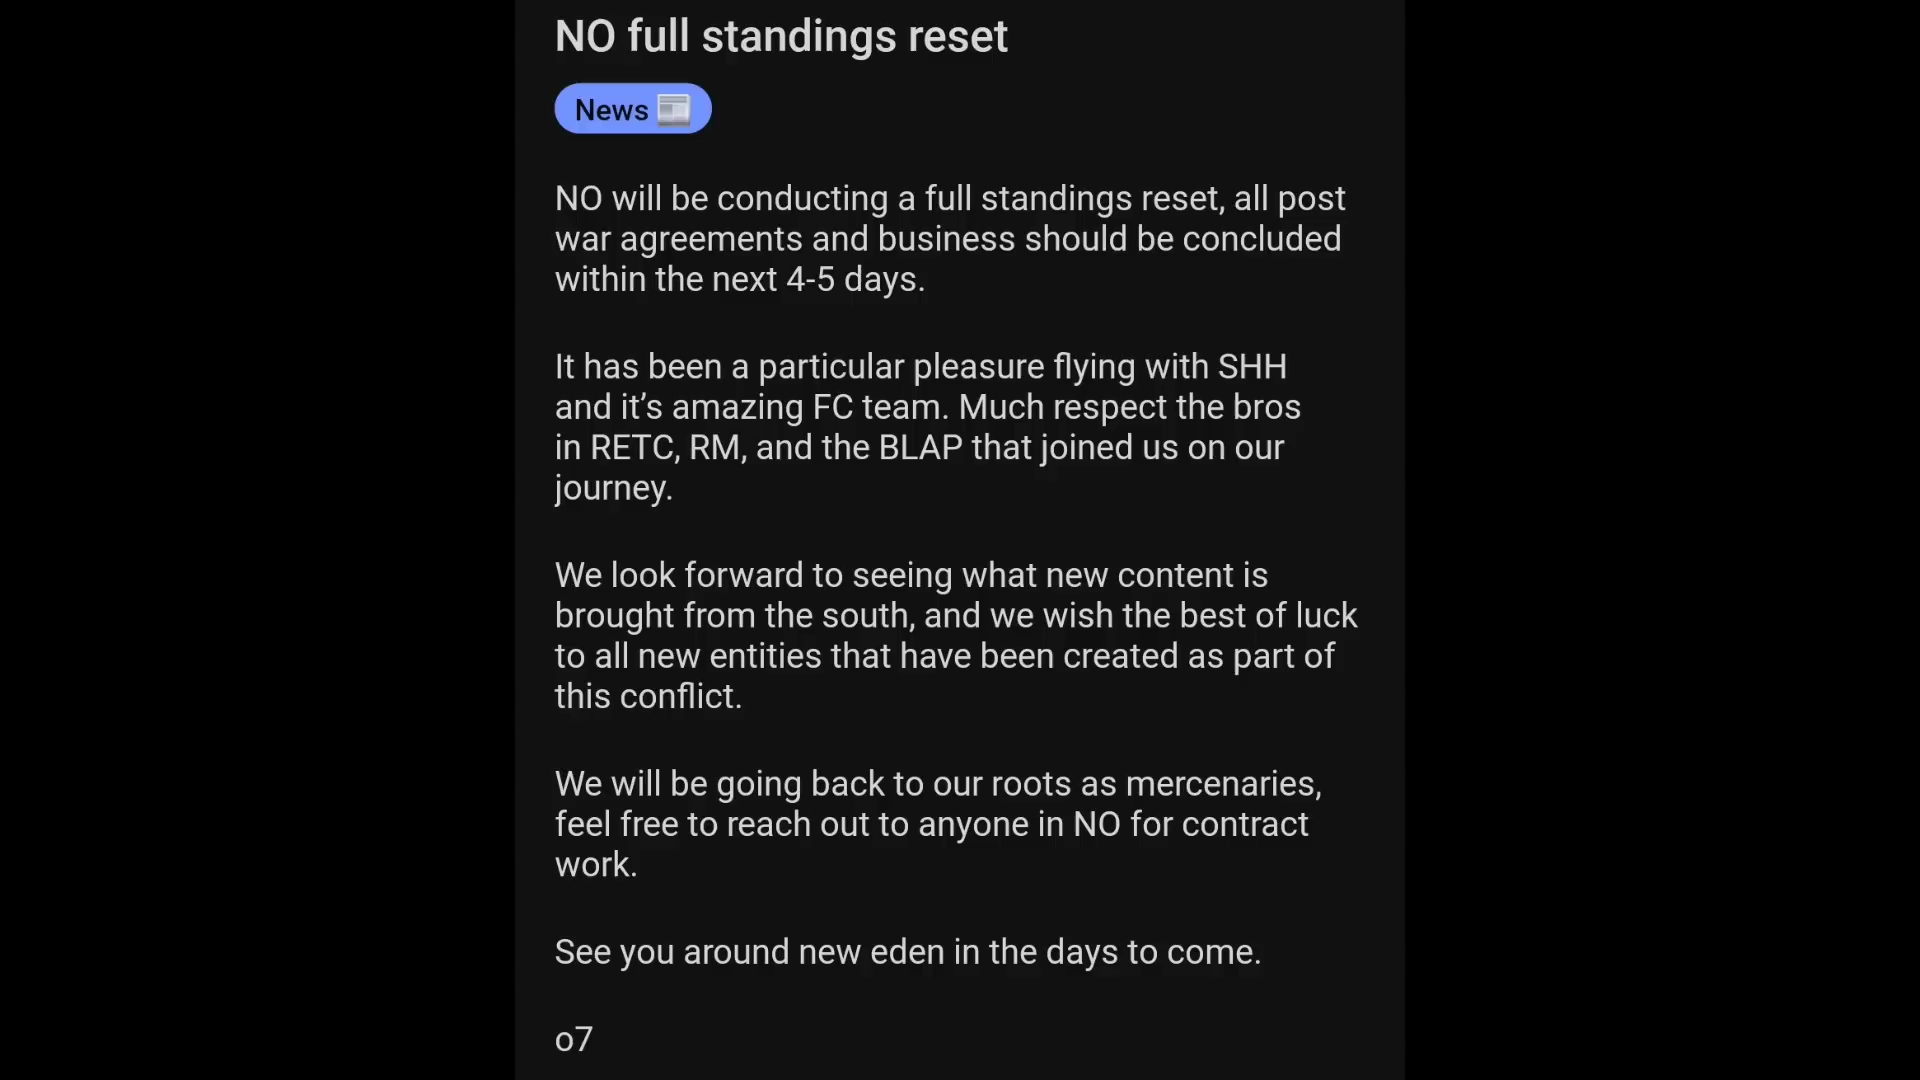 NO full standings reset
News
NO will be conducting a full standings reset, all post
war agreements and business should be concluded
within the next 4-5 days.
It has been a particular pleasure flying with SHH
and it’s amazing FC team. Much respect the bros
in RETC, RM, and the BLAP that joined us on our
journey.
We look forward to seeing what new content is
brought from the south, and we wish the best of luck
to all new entities that have been created as part of
this conflict.
We will be going back to our roots as mercenaries,
feel free to reach out to anyone in NO for contract
work.
See you around new eden in the days to come.
o7